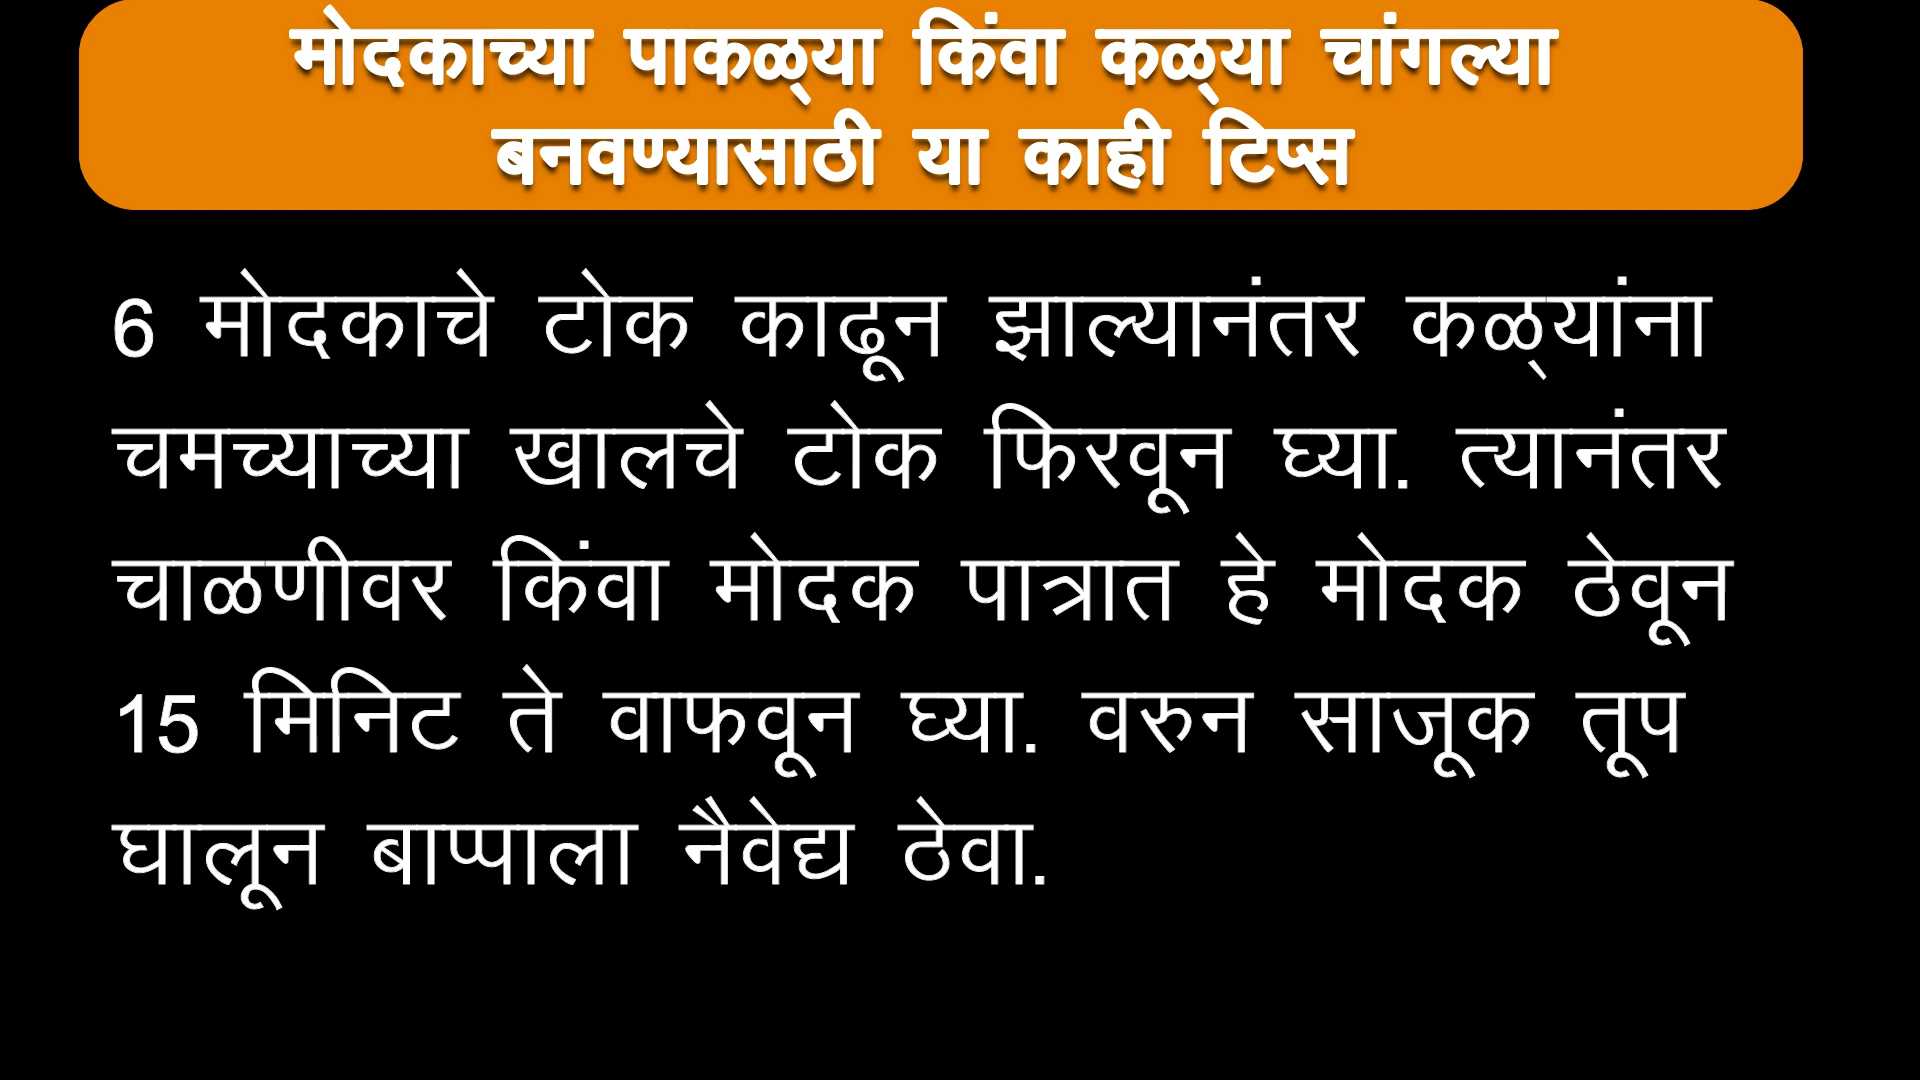 मोदकाच्या पाकळ्या किंवा कळ्या चांगल्या
बनवण्यासाठी या काही टिप्स
6 मोदकाचे टोक काढून झाल्यानंतर कळ्यांना
चमच्याच्या खालचे टोक फिरवून घ्या. त्यानंतर
चाळणीवर किंवा मोदक पात्रात हे मोदक ठेवून
15 मिनिट ते वाफवून घ्या. वरुन साजूक तूप
घालून बाप्पाला नैवेद्य ठेवा.